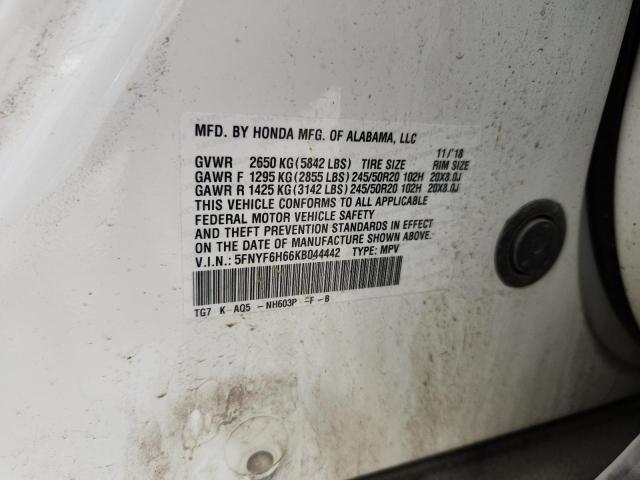 MFD. BY HONDA MFG. OF ALABAMA, LLC
11/'18
GVWR 2650 KG (5842 LBS) TIRE SIZE RIM SIZE
GAWR F 1295 KG (2855 LBS) 245/50R20 102H 20X8.0J
GAWR R 1425 KG (3142 LBS) 245/50R20 102H 20X8.0J
THIS VEHICLE CONFORMS TO ALL APPLICABLE
FEDERAL MOTOR VEHICLE SAFETY
AND THEFT PREVENTION STANDARDS IN EFFECT
ON THE DATE OF MANUFACTURE SHOWN ABOVE.
V.I.N.: 5FNYF6H66KB044442 TYPE: MPV
TG7 K-AQ5 -NH603P -F-B